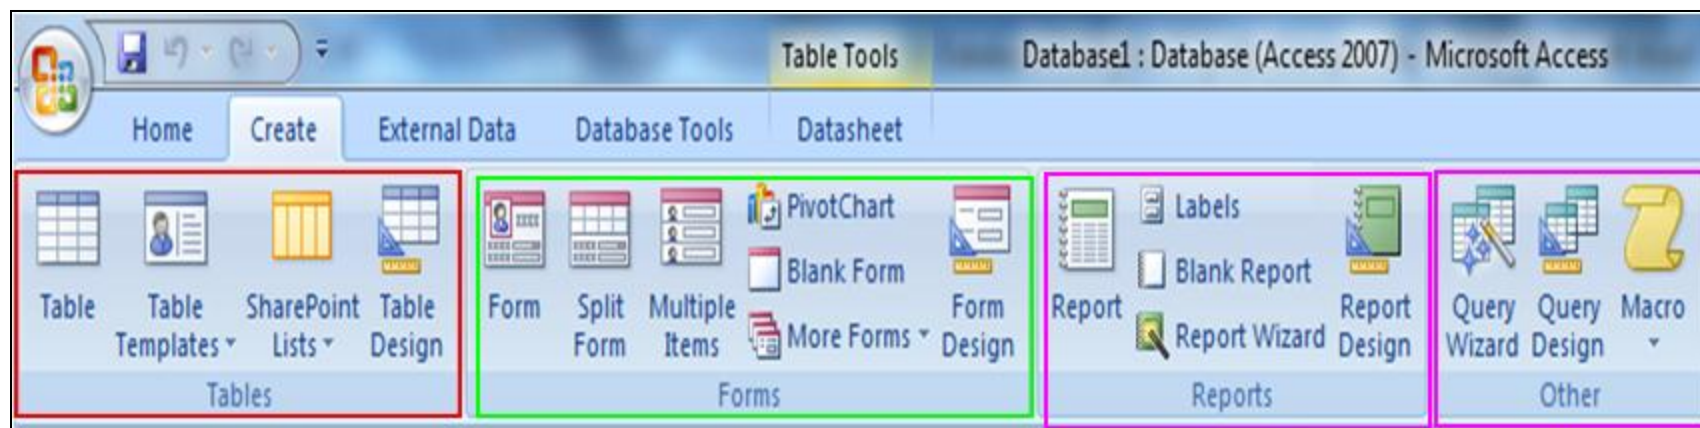 Table Tools
Database1 : Database (Access 2007) - Microsoft Access
Home Create External Data Database Tools Datasheet
Table
Table
Templates
SharePoint
Lists
Table
Design
Tables
Form
Split
Form
Multiple
Items
PivotChart
Blank Form
More Forms
Form
Design
Forms
Report
Labels
Blank Report
Report Wizard
Report
Design
Reports
Query
Wizard
Query
Design
Macro
Other